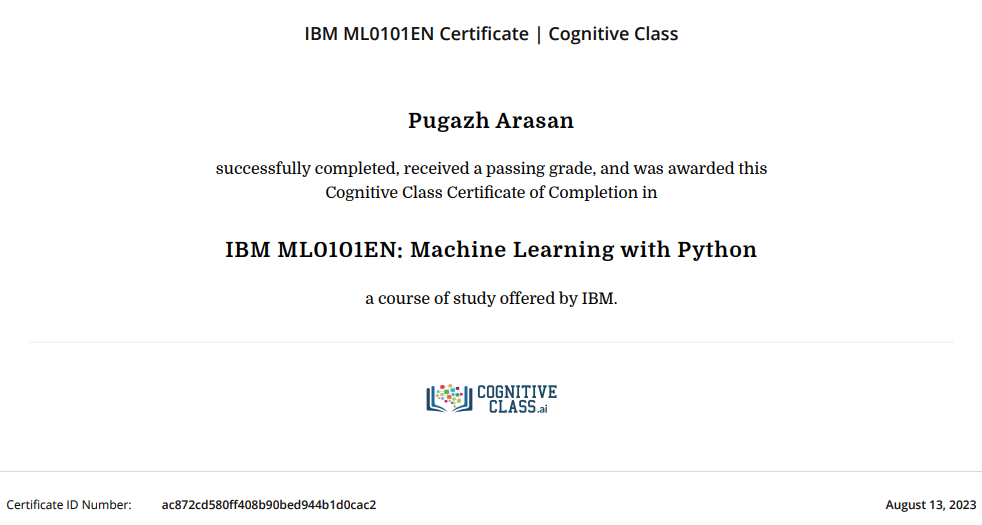 IBM ML0101EN Certificate | Cognitive Class
Pugazh Arasan
successfully completed, received a passing grade, and was awarded this
Cognitive Class Certificate of Completion in
IBM ML0101EN: Machine Learning with Python
a course of study offered by IBM.
COGNITIVE
CLASS.ai
Certificate ID Number: ac872cd580ff408b90bed944b1d0cac2 August 13, 2023